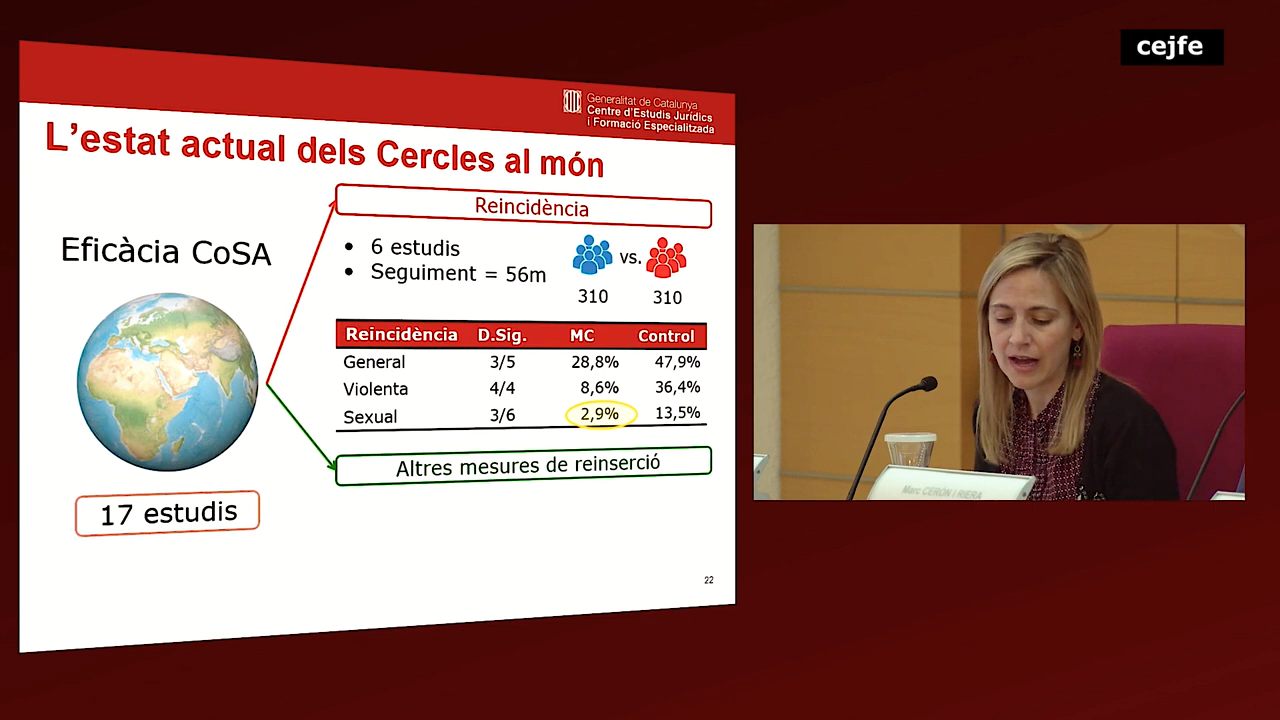 cejfe
Generalitat de Catalunya
Centre d'Estudis Jurídics
i Formació Especialitzada
L'estat actual dels Cercles al món
Eficàcia CoSA
17 estudis
Reincidència
• 6 estudis
• Seguiment = 56m
vs.
310 310
Reincidència D.Sig. MC Control
General 3/5 28,8% 47,9%
Violenta 4/4 8,6% 36,4%
Sexual 3/6 2,9% 13,5%
Altres mesures de reinserció
22
Marc CERÓN I RIERA